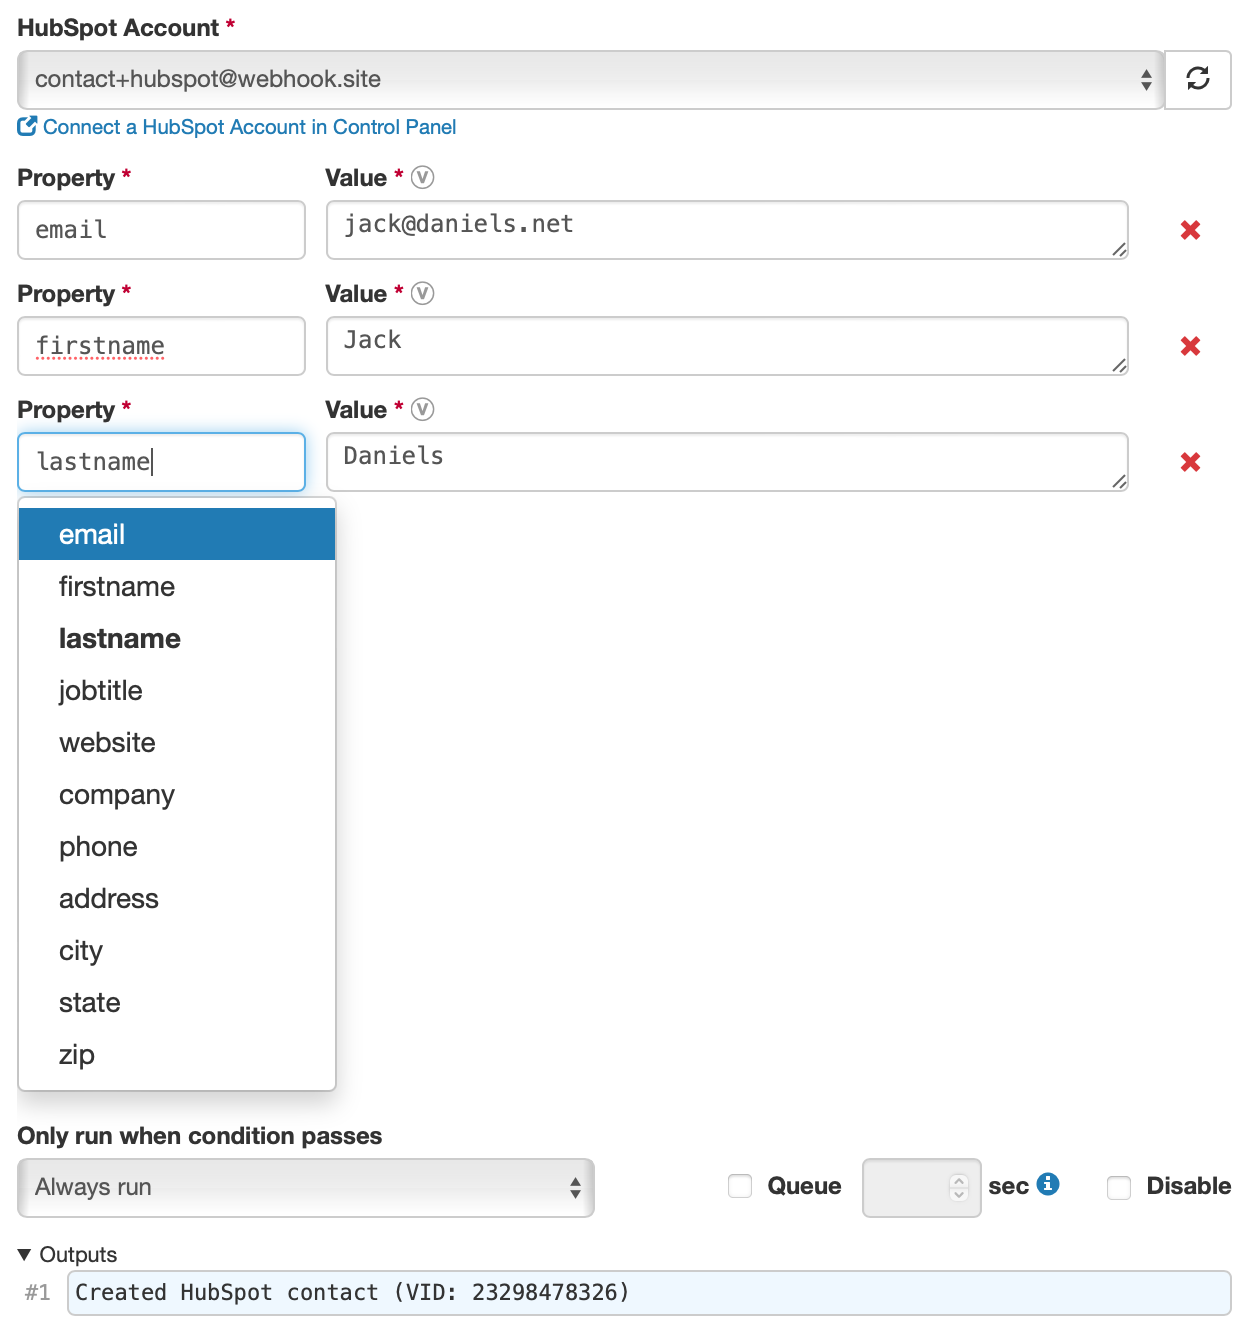 HubSpot Account *
contact+hubspot@webhook.site
Connect a HubSpot Account in Control Panel
Property * Value * V
email jack@daniels.net
Property * Value * V
firstname Jack
Property * Value * V
lastname Daniels
email
firstname
lastname
jobtitle
website
company
phone
address
city
state
zip
Only run when condition passes
Always run Queue sec Disable
Outputs
#1 Created HubSpot contact (VID: 23298478326)